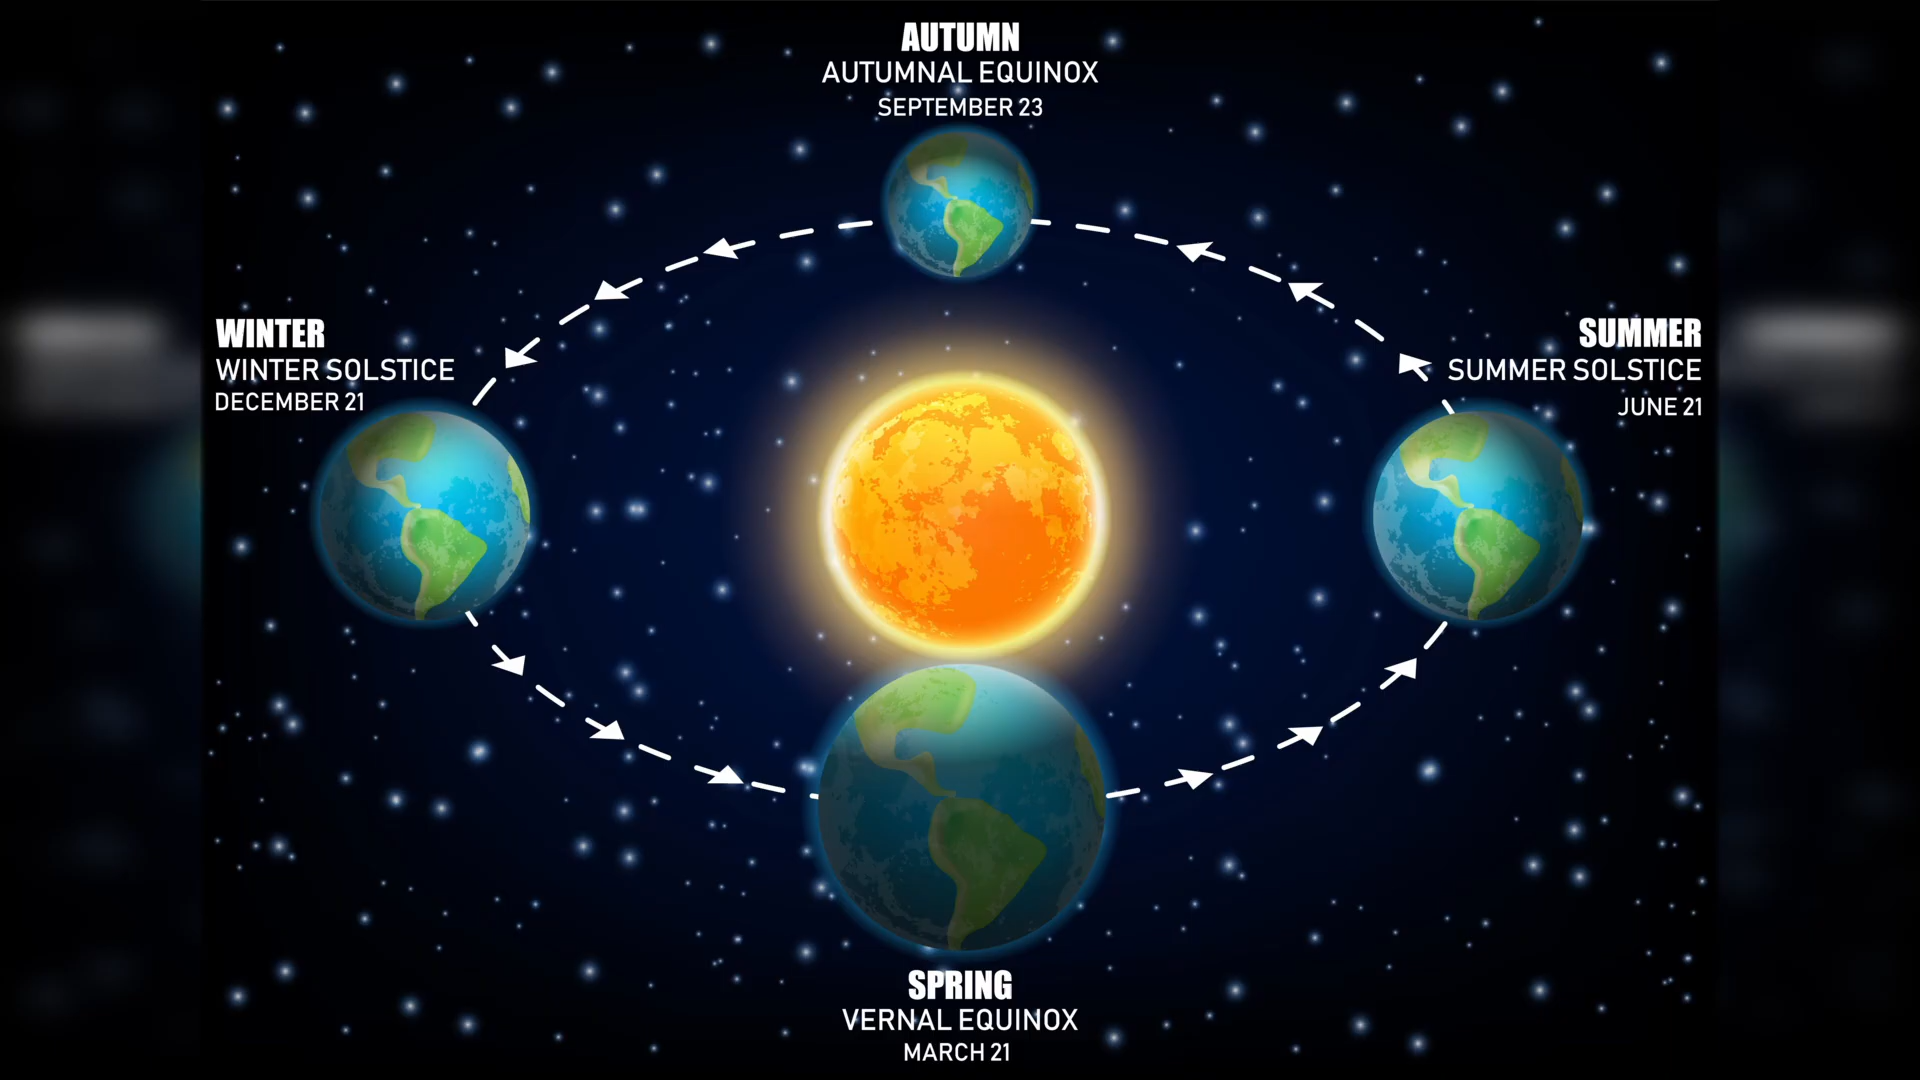 AUTUMN
AUTUMNAL EQUINOX
SEPTEMBER 23
WINTER
WINTER SOLSTICE
DECEMBER 21
SUMMER
SUMMER SOLSTICE
JUNE 21
SPRING
VERNAL EQUINOX
MARCH 21